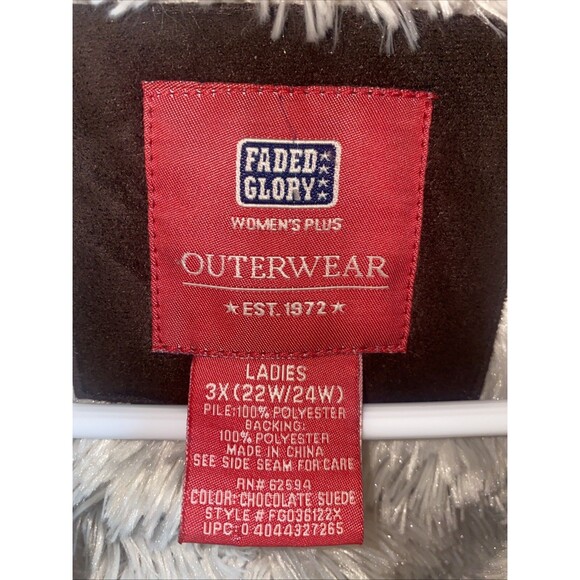 FADED
GLORY
WOMEN'S PLUS
OUTERWEAR
★ EST. 1972 ★
LADIES
3X(22W/24W)
PILE:100% POLYESTER
BACKING:
100% POLYESTER
MADE IN CHINA
SEE SIDE SEAM FOR CARE
RN# 62594
COLOR: CHOCOLATE SUEDE
STYLE # FG036122X
UPC: 0 4044327265